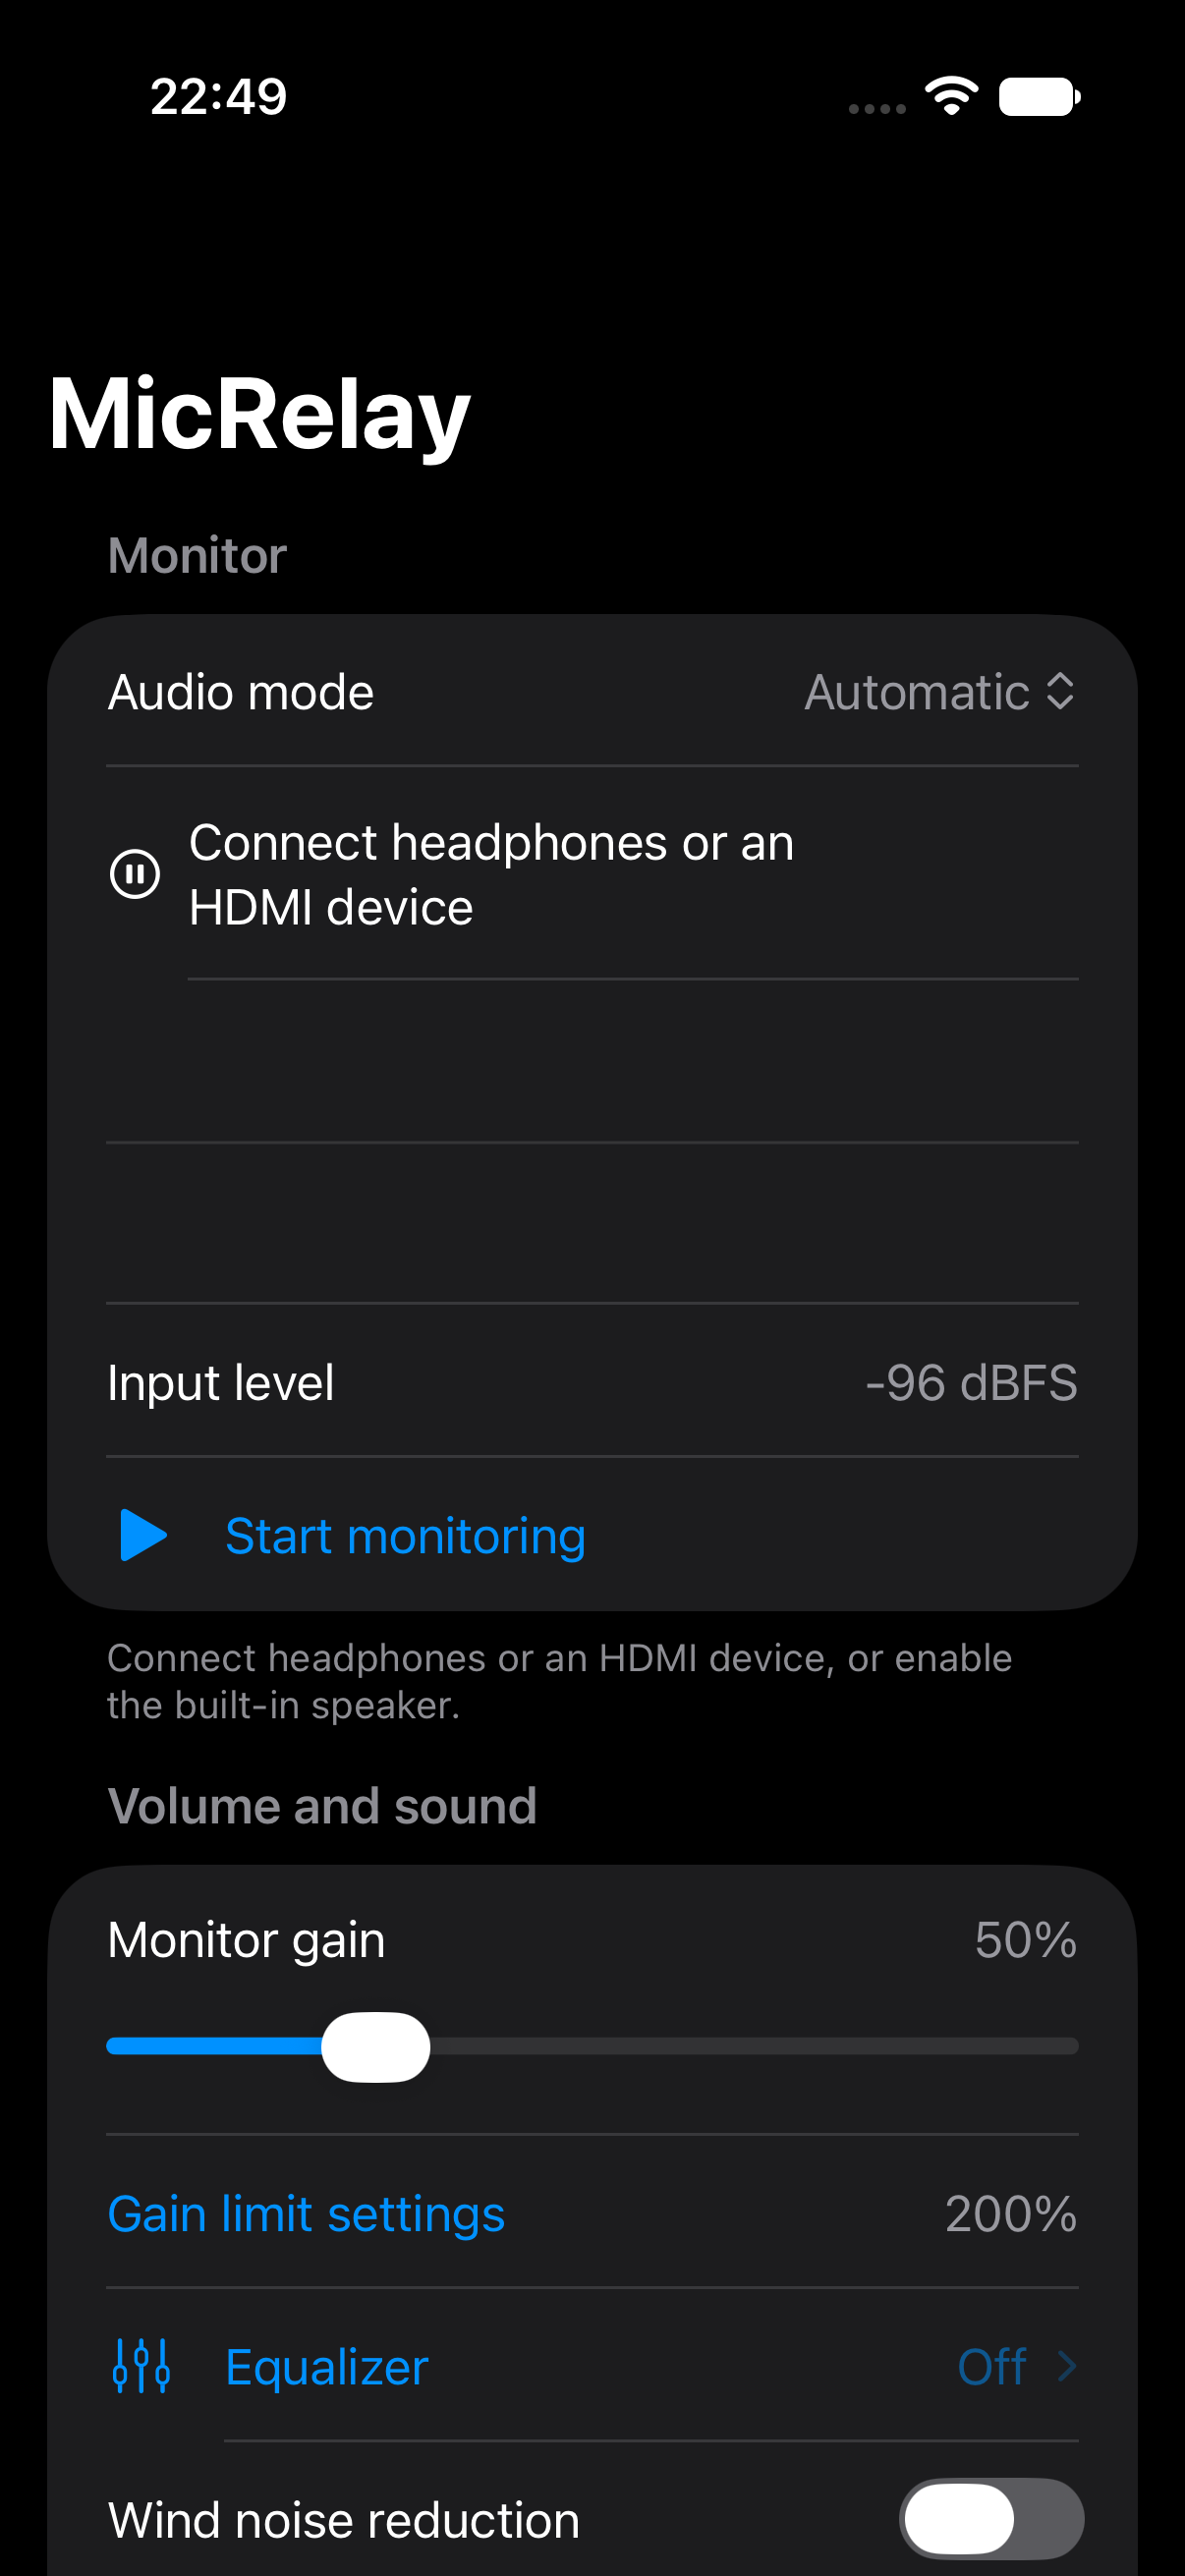 22:49
MicRelay
Monitor
Audio mode Automatic
Connect headphones or an
HDMI device
Input level -96 dBFS
Start monitoring
Connect headphones or an HDMI device, or enable
the built-in speaker.
Volume and sound
Monitor gain 50%
Gain limit settings 200%
Equalizer Off
Wind noise reduction